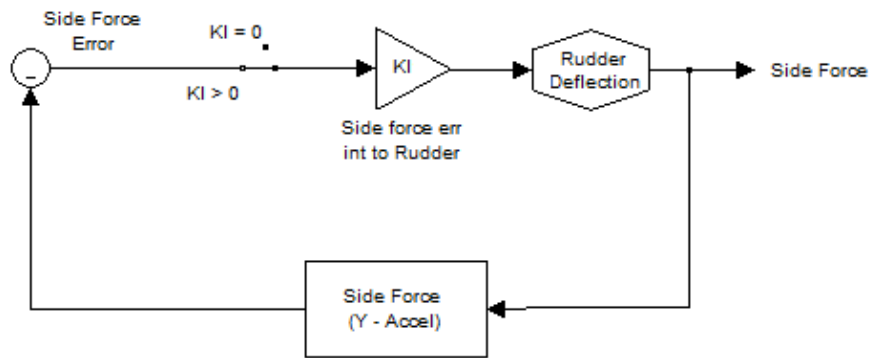 Side Force
Error
KI = 0
KI > 0
-
KI
Side force err
int to Rudder
Rudder
Deflection
Side Force
Side Force
(Y - Accel)